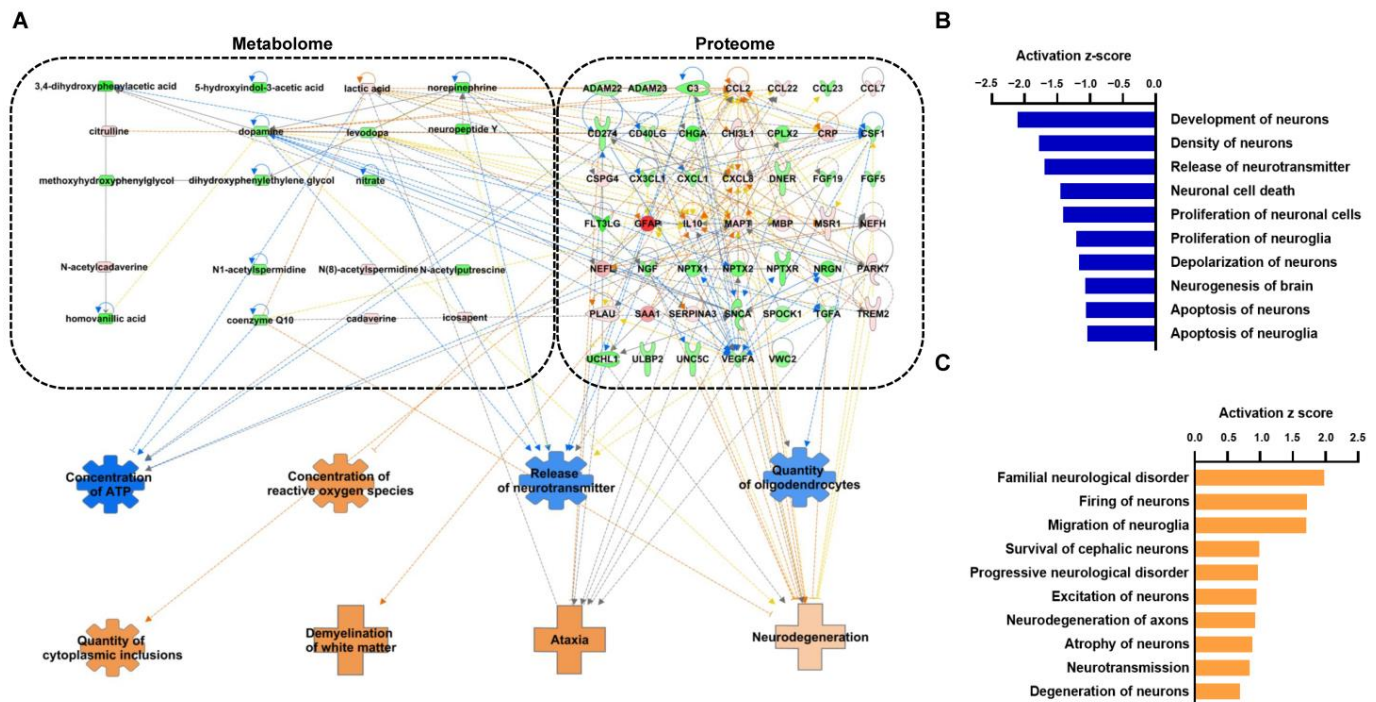 A
B
Metabolome
Proteome
3,4-dihydroxyphenylacetic acid
5-hydroxyindol-3-acetic acid
lactic acid
norepinephrine
citrulline
dopamine
levodopa
neuropeptide Y
methoxyhydroxyphenylglycol
dihydroxyphenylethylene glycol
nitrate
N-acetylcadaverine
N1-acetylspermidine
N(8)-acetylspermidine
N-acetylputrescine
homovanillic acid
coenzyme Q10
cadaverine
icosapent
ADAM22 ADAM23 C3 CCL2 CCL22 CCL23 CCL7
CD274 CD40LG CHGA CHI3L1 CPLX2 CRP CSF1
CSPG4 CX3CL1 CXCL1 CXCL8 DNER FGF19 FGF5
FLT3LG GFAP IL10 MAPT MBP MSR1 NEFH
NEFL NGF NPTX1 NPTX2 NPTXR NRGN PARK7
PLAU SAA1 SERPINA3 SNCA SPOCK1 TGFA TREM2
UCHL1 ULBP2 UNC5C VEGFA VWC2
Concentration
of ATP
Concentration of
reactive oxygen species
Release
of neurotransmitter
Quantity
of oligodendrocytes
Quantity of
cytoplasmic inclusions
Demyelination
of white matter
Ataxia
Neurodegeneration
Activation z-score
−2.5 −2.0 −1.5 −1.0 −0.5 0.0
Development of neurons
Density of neurons
Release of neurotransmitter
Neuronal cell death
Proliferation of neuronal cells
Proliferation of neuroglia
Depolarization of neurons
Neurogenesis of brain
Apoptosis of neurons
Apoptosis of neuroglia
C
Activation z score
0.0 0.5 1.0 1.5 2.0 2.5
Familial neurological disorder
Firing of neurons
Migration of neuroglia
Survival of cephalic neurons
Progressive neurological disorder
Excitation of neurons
Neurodegeneration of axons
Atrophy of neurons
Neurotransmission
Degeneration of neurons